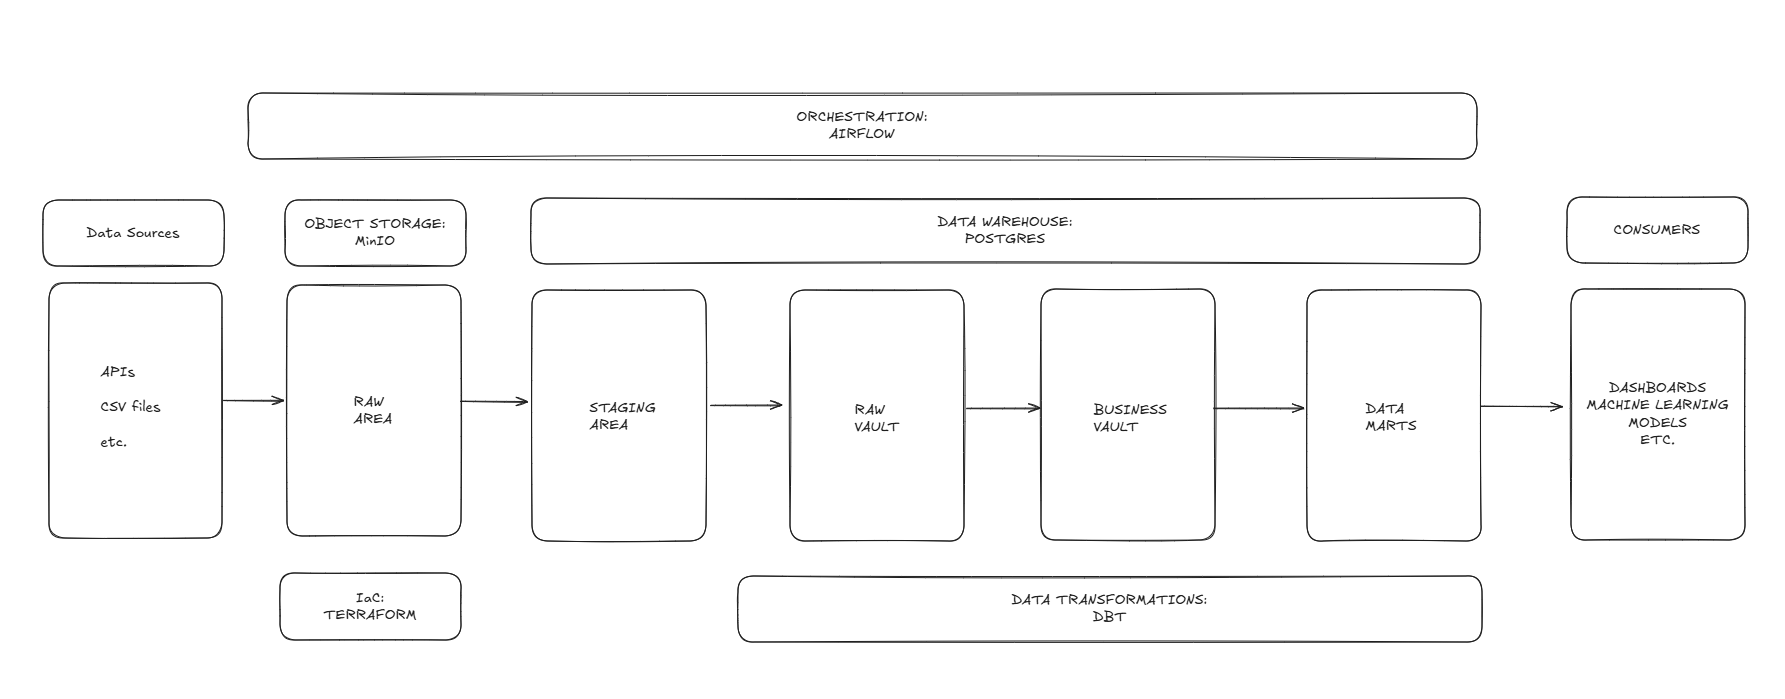 ORCHESTRATION:
AIRFLOW
Data Sources
OBJECT STORAGE:
MinIO
DATA WAREHOUSE:
POSTGRES
CONSUMERS
APIs
CSV files
etc.
RAW
AREA
STAGING
AREA
RAW
VAULT
BUSINESS
VAULT
DATA
MARTS
DASHBOARDS
MACHINE LEARNING
MODELS
ETC.
IaC:
TERRAFORM
DATA TRANSFORMATIONS:
DBT